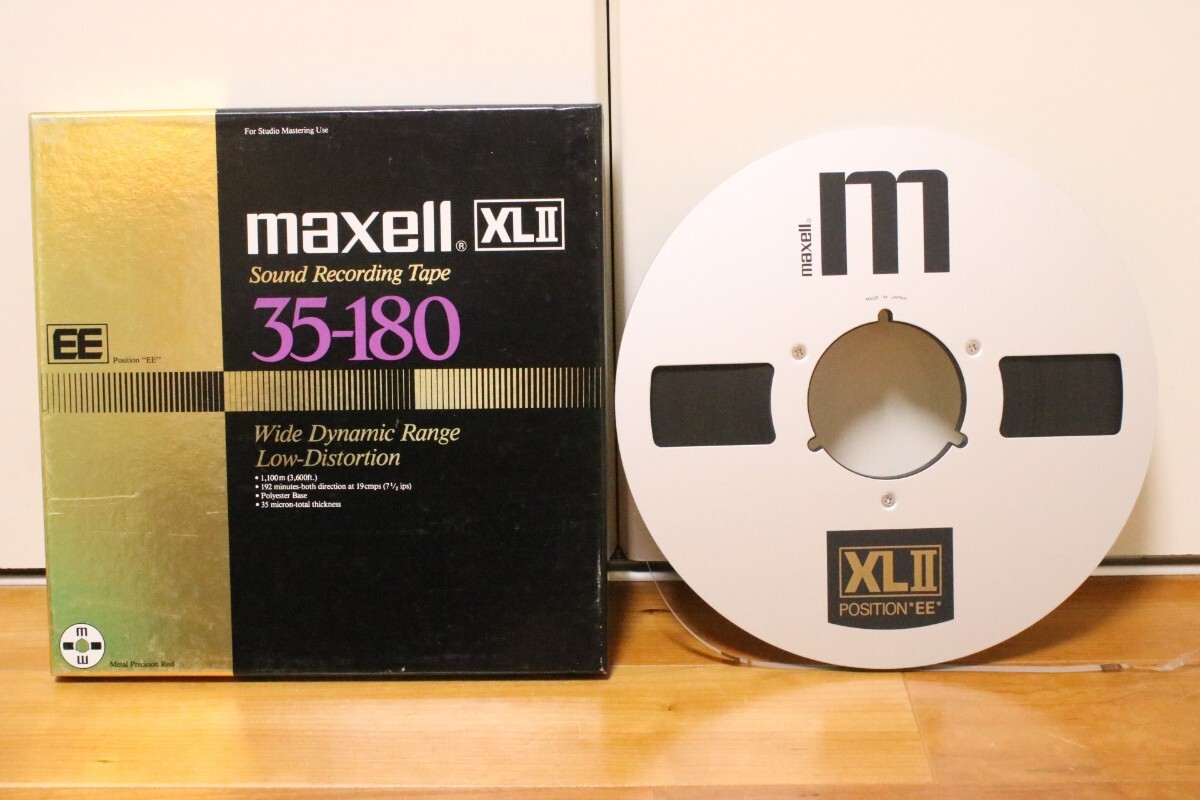 For Studio Mastering Use
maxell® XLII
Sound Recording Tape
35-180
EE
Position "EE"
Wide Dynamic Range
Low-Distortion
• 1,100m (3,600ft.)
• 192 minutes-both direction at 19cmps (7 1/2 ips)
• Polyester Base
• 35 micron-total thickness
m
m
Metal Precision Reel
m
maxell®
MADE IN JAPAN
XLII
POSITION "EE"